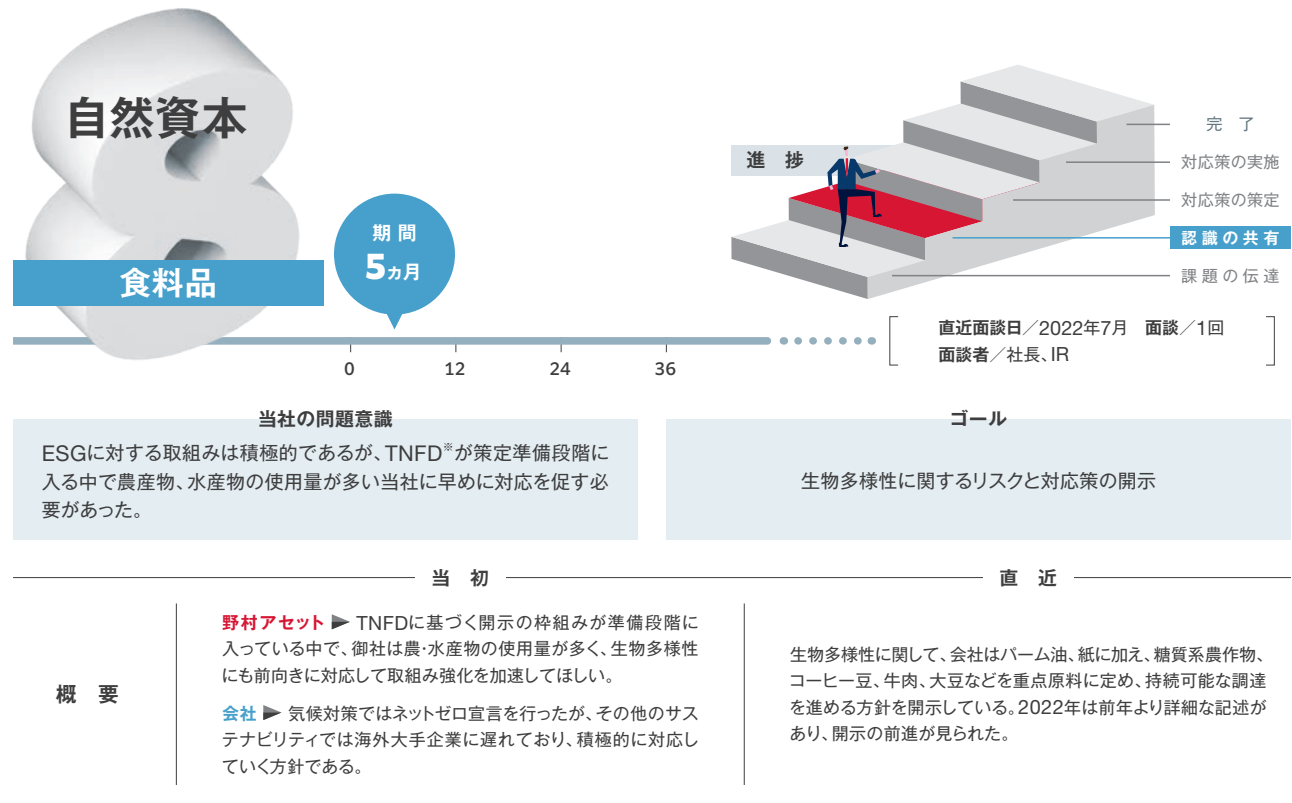 自然資本
食料品
期間
5ヵ月
0 12 24 36
進 捗
完 了
対応策の実施
対応策の策定
認識の共有
課題の伝達
直近面談日／2022年7月 面談／1回
面談者／社長、IR
当社の問題意識
ESGに対する取組みは積極的であるが、TNFD※が策定準備段階に
入る中で農産物、水産物の使用量が多い当社に早めに対応を促す必
要があった。
ゴール
生物多様性に関するリスクと対応策の開示
当 初
直 近
概 要
野村アセット ▶ TNFDに基づく開示の枠組みが準備段階に
入っている中で、御社は農・水産物の使用量が多く、生物多様性
にも前向きに対応して取組み強化を加速してほしい。
会社 ▶ 気候対策ではネットゼロ宣言を行ったが、その他のサス
テナビリティでは海外大手企業に遅れており、積極的に対応し
ていく方針である。
生物多様性に関して、会社はパーム油、紙に加え、糖質系農作物、
コーヒー豆、牛肉、大豆などを重点原料に定め、持続可能な調達
を進める方針を開示している。2022年は前年より詳細な記述が
あり、開示の前進が見られた。